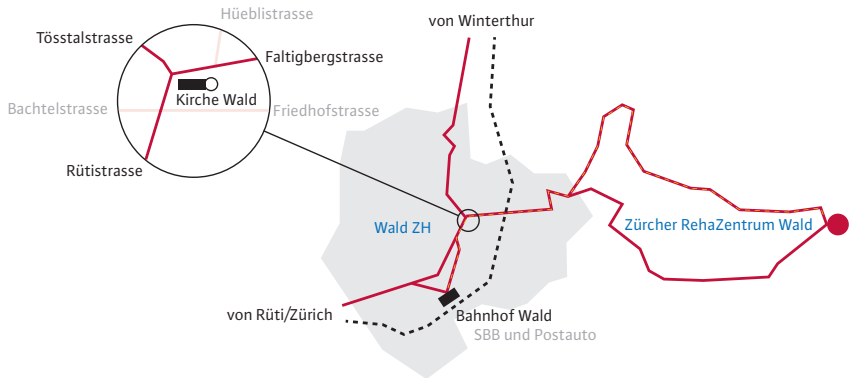 Hüeblistrasse
von Winterthur
Tösstalstrasse
Faltigbergstrasse
Kirche Wald
Bachtelstrasse
Friedhofstrasse
Rütistrasse
Wald ZH
Zürcher RehaZentrum Wald
von Rüti/Zürich
Bahnhof Wald
SBB und Postauto